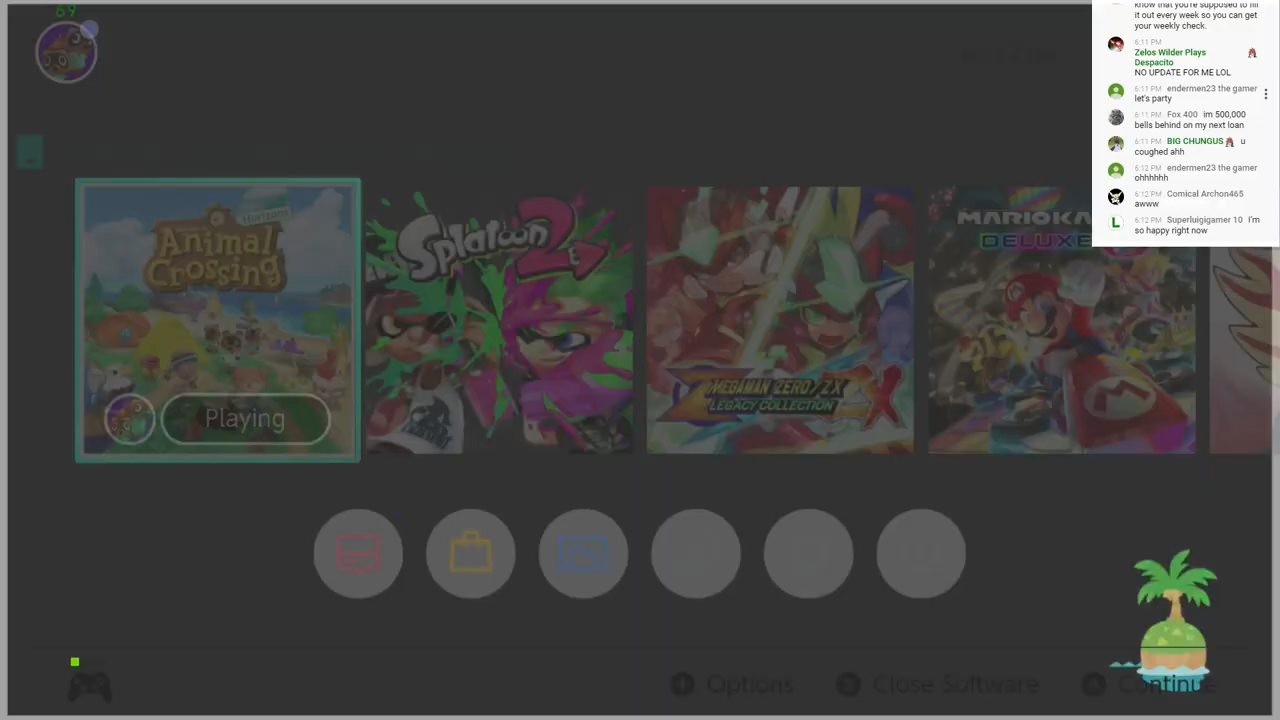 69
know that you're supposed to fill
it out every week so you can get
your weekly check.
6:11 PM
Zelos Wilder Plays
Despacito
NO UPDATE FOR ME LOL
6:11 PM endermen23 the gamer
let's party
6:11 PM Fox 400 im 500,000
bells behind on my next loan
6:11 PM BIG CHUNGUS u
coughed ahh
6:12 PM endermen23 the gamer
ohhhhhh
6:12 PM Comical Archon465
awww
6:12 PM Superluigigamer 10 I'm
so happy right now
L
Horizons
Animal
Crossing
Playing
Splatoon 2
MEGAMAN ZERO/ZX
LEGACY COLLECTION
MARIO KA
DELUXE
Options
Close Software
Continue